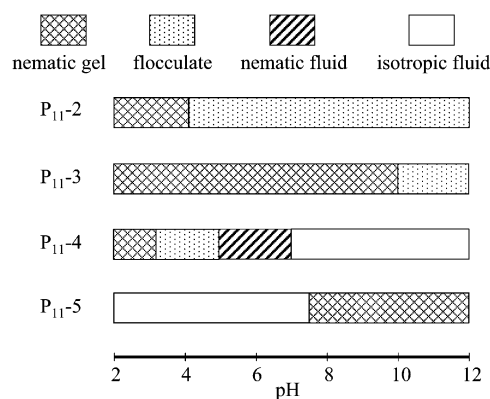 nematic gel flocculate nematic fluid isotropic fluid
P₁₁-2
P₁₁-3
P₁₁-4
P₁₁-5
2 4 6 8 10 12
pH